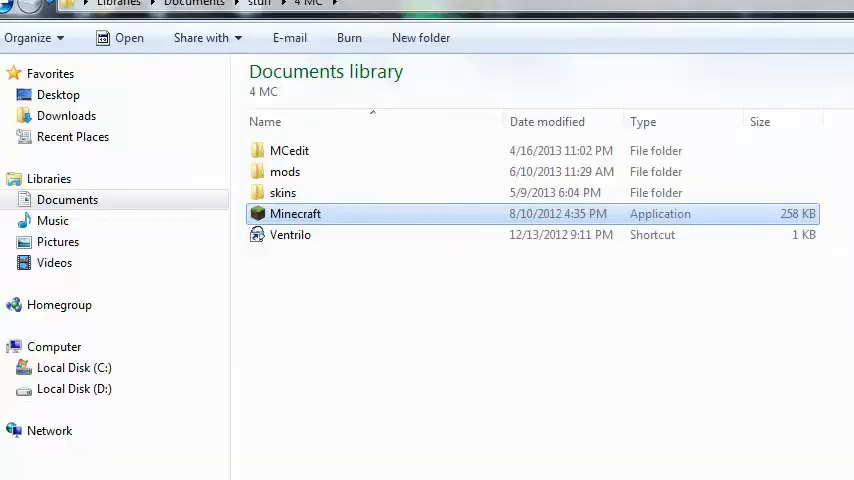 Libraries Documents stuff 4 MC
Organize Open Share with E-mail Burn New folder
Favorites
Desktop
Downloads
Recent Places
Libraries
Documents
Music
Pictures
Videos
Homegroup
Computer
Local Disk (C:)
Local Disk (D:)
Network
Documents library
4 MC
Name Date modified Type Size
MCedit 4/16/2013 11:02 PM File folder
mods 6/10/2013 11:29 AM File folder
skins 5/9/2013 6:04 PM File folder
Minecraft 8/10/2012 4:35 PM Application 258 KB
Ventrilo 12/13/2012 9:11 PM Shortcut 1 KB